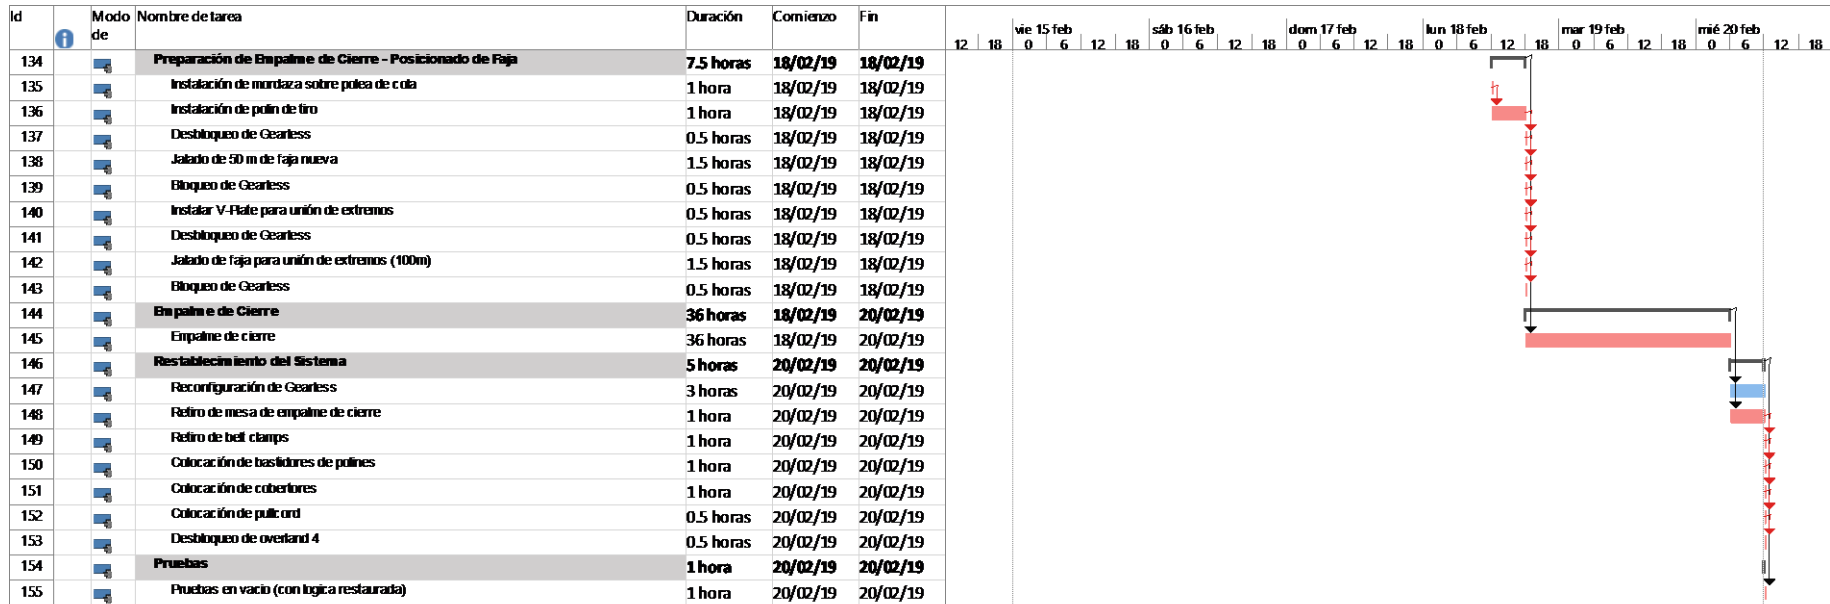 Id Modo de Nombre de tarea Duración Comienzo Fin
vie 15 feb sáb 16 feb dom 17 feb lun 18 feb mar 19 feb mié 20 feb
12 18 0 6 12 18 0 6 12 18 0 6 12 18 0 6 12 18 0 6 12 18 0 6 12 18
134 Preparación de Empalme de Cierre - Posicionado de Faja 7.5 horas 18/02/19 18/02/19
135 Instalación de mordaza sobre polea de cola 1 hora 18/02/19 18/02/19
136 Instalación de polin de tiro 1 hora 18/02/19 18/02/19
137 Desbloqueo de Gearless 0.5 horas 18/02/19 18/02/19
138 Jalado de 50 m de faja nueva 1.5 horas 18/02/19 18/02/19
139 Bloqueo de Gearless 0.5 horas 18/02/19 18/02/19
140 Instalar V-Plate para unión de extremos 0.5 horas 18/02/19 18/02/19
141 Desbloqueo de Gearless 0.5 horas 18/02/19 18/02/19
142 Jalado de faja para unión de extremos (100m) 1.5 horas 18/02/19 18/02/19
143 Bloqueo de Gearless 0.5 horas 18/02/19 18/02/19
144 Empalme de Cierre 36 horas 18/02/19 20/02/19
145 Empalme de cierre 36 horas 18/02/19 20/02/19
146 Restablecimiento del Sistema 5 horas 20/02/19 20/02/19
147 Reconfiguración de Gearless 3 horas 20/02/19 20/02/19
148 Retiro de mesa de empalme de cierre 1 hora 20/02/19 20/02/19
149 Retiro de belt clamps 1 hora 20/02/19 20/02/19
150 Colocación de bastidores de polines 1 hora 20/02/19 20/02/19
151 Colocación de cobertores 1 hora 20/02/19 20/02/19
152 Colocación de pullcord 0.5 horas 20/02/19 20/02/19
153 Desbloqueo de overland 4 0.5 horas 20/02/19 20/02/19
154 Pruebas 1 hora 20/02/19 20/02/19
155 Pruebas en vacio (con logica restaurada) 1 hora 20/02/19 20/02/19